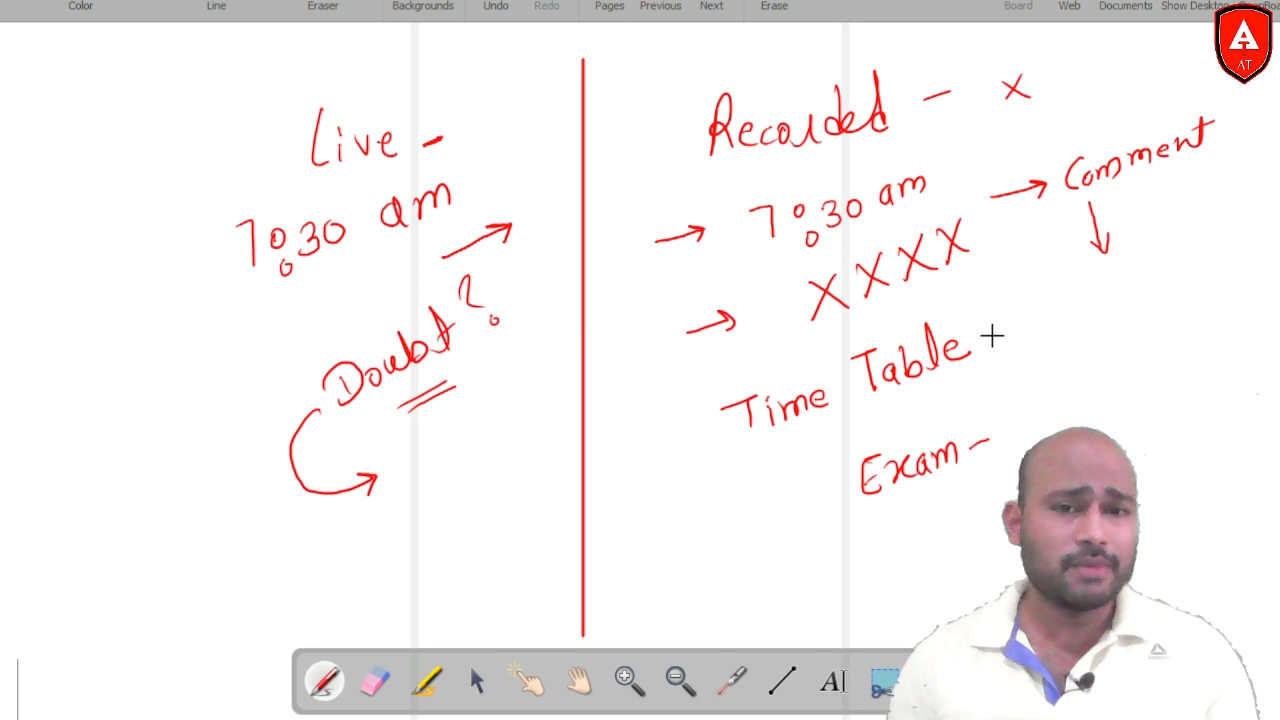 Color Line Eraser Backgrounds Undo Redo Pages Previous Next Erase Board Web Documents Show Desktop
AT
Live -
7:30 am
Doubt?
Recorded - x
7:30 am → Comment
XXXX
Time Table
Exam -
AI